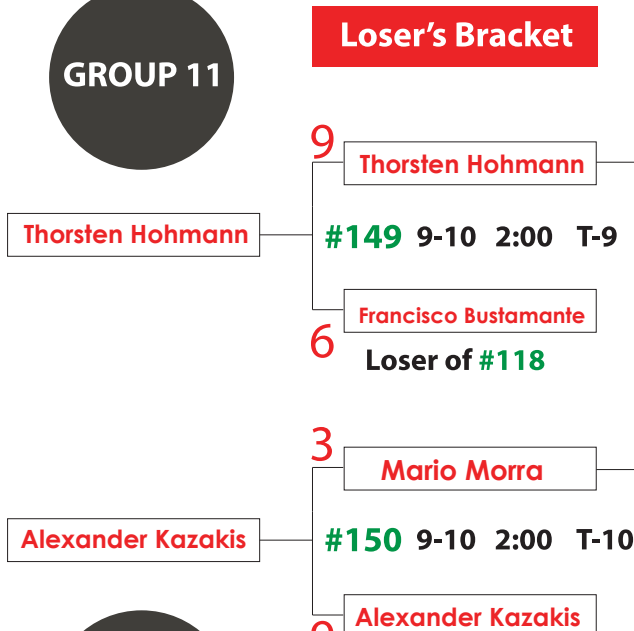 GROUP 11
Loser's Bracket
9
Thorsten Hohmann
Thorsten Hohmann
#149 9-10 2:00 T-9
Francisco Bustamante
6
Loser of #118
3
Mario Morra
Alexander Kazakis
#150 9-10 2:00 T-10
Alexander Kazakis